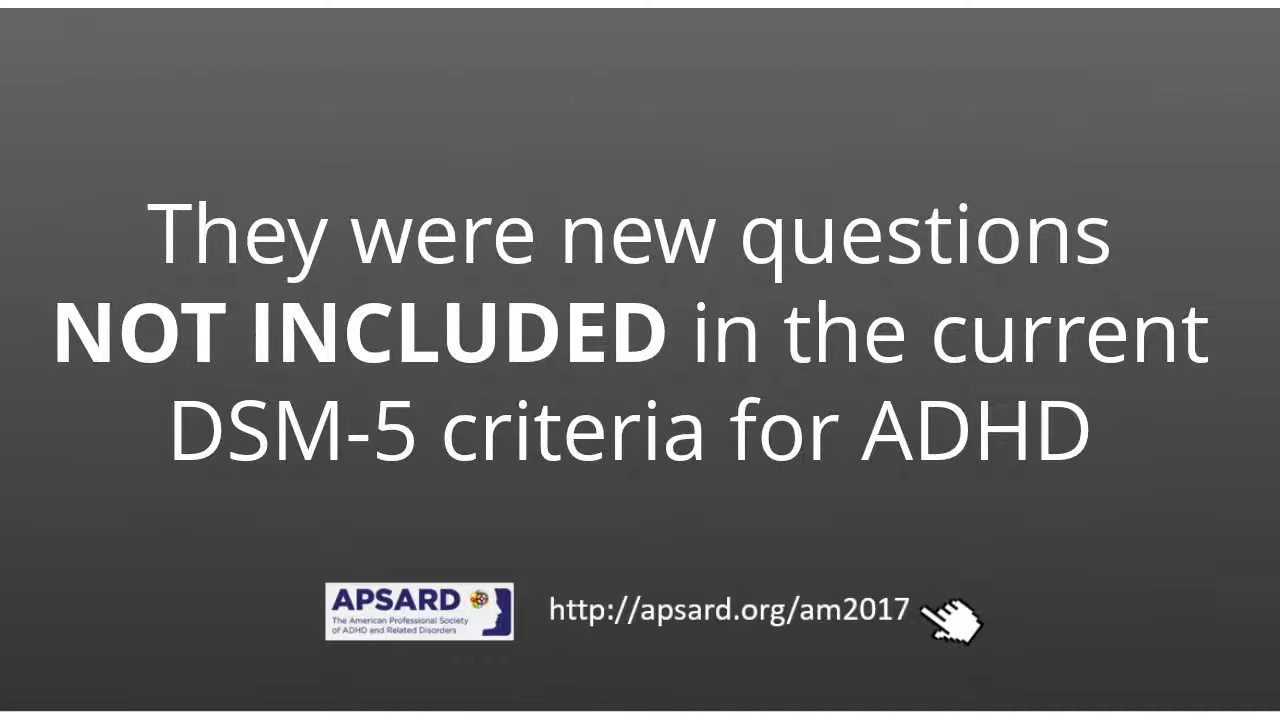 They were new questions
NOT INCLUDED in the current
DSM-5 criteria for ADHD
APSARD
The American Professional Society
of ADHD and Related Disorders
http://apsard.org/am2017